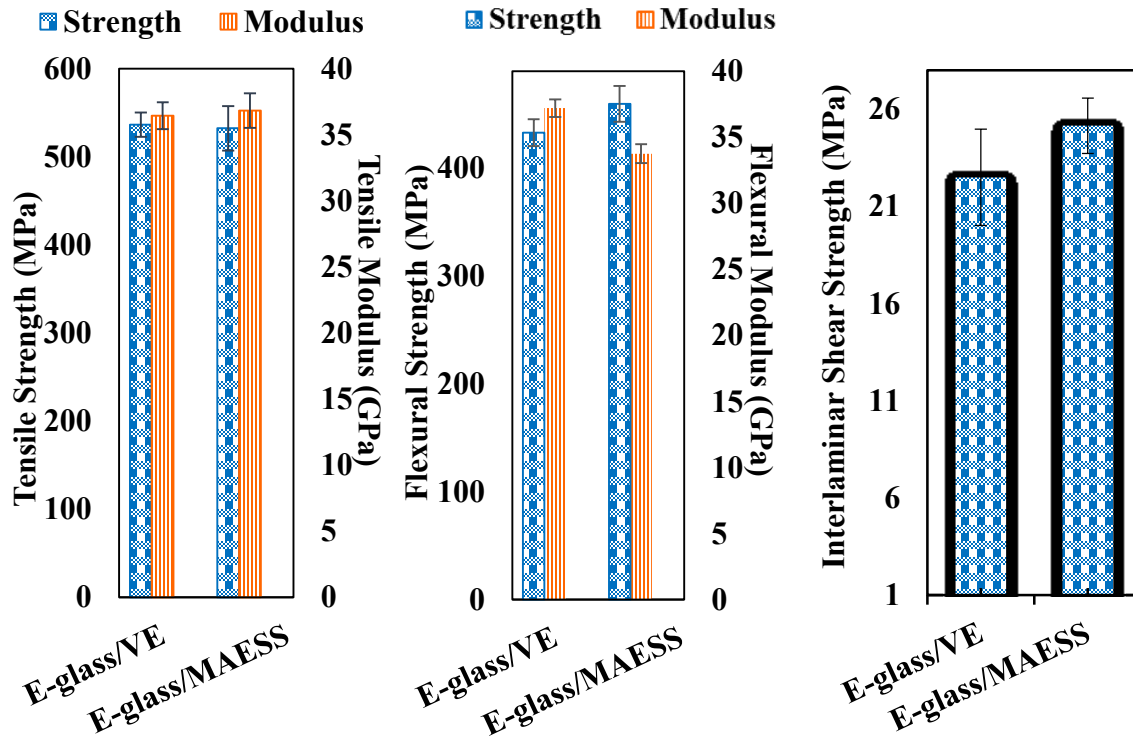 Strength Modulus
Tensile Strength (MPa)
600
500
400
300
200
100
0
40
35
30
25
20
15
10
5
0
Tensile Modulus (GPa)
E-glass/VE
E-glass/MAESS
Strength Modulus
Flexural Strength (MPa)
400
300
200
100
0
40
35
30
25
20
15
10
5
0
Flexural Modulus (GPa)
E-glass/VE
E-glass/MAESS
Interlaminar Shear Strength (MPa)
26
21
16
11
6
1
E-glass/VE
E-glass/MAESS